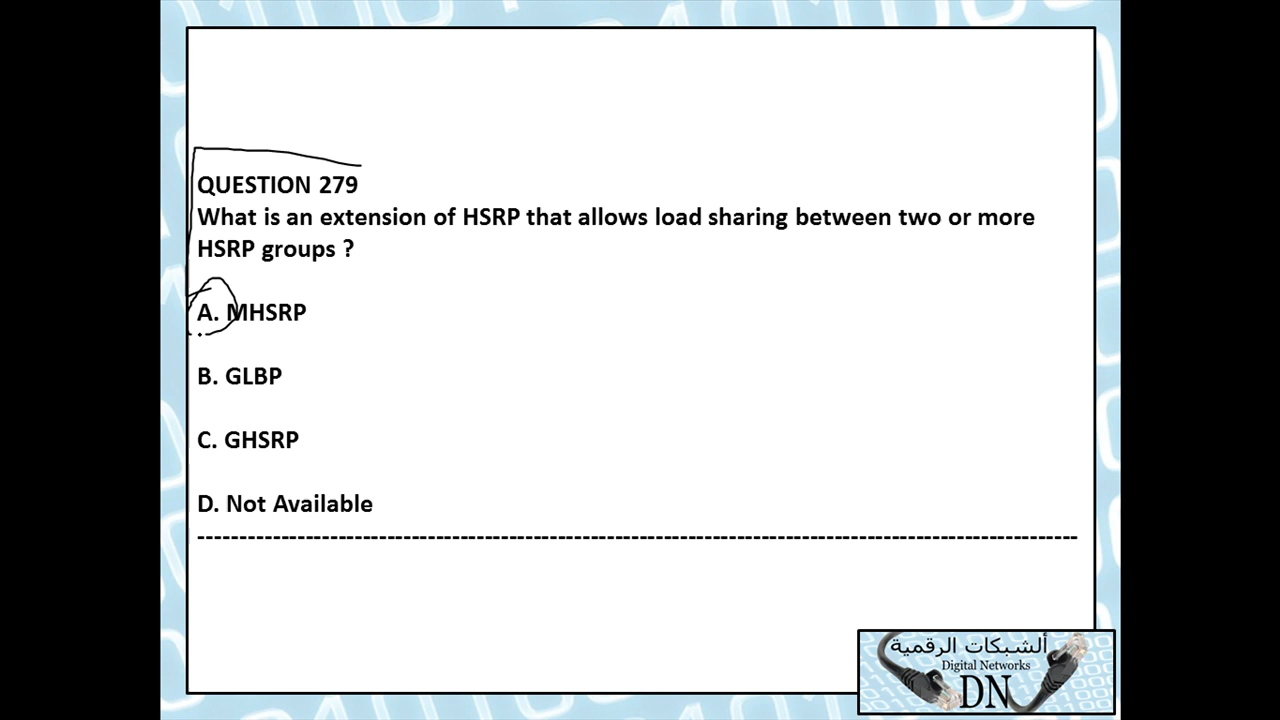 QUESTION 279
What is an extension of HSRP that allows load sharing between two or more
HSRP groups ?
A. MHSRP
B. GLBP
C. GHSRP
D. Not Available
--------------------------------------------------------------------------------------------------------
ألشبكات الرقمية
Digital Networks
DN